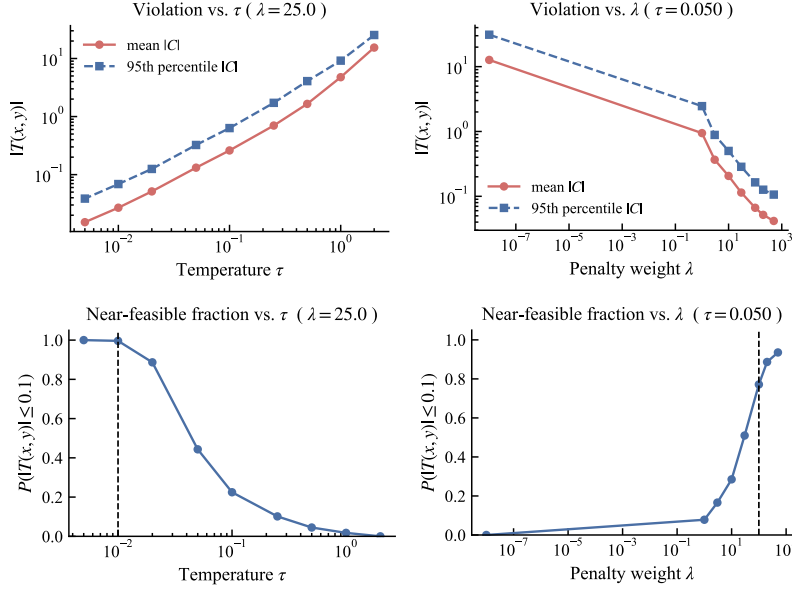 Violation vs. τ (λ=25.0 )
|T(x, y)|
10¹
10⁰
10⁻¹
mean |C|
95th percentile |C|
10⁻²
10⁻¹
10⁰
Temperature τ
Violation vs. λ ( τ=0.050 )
|T(x, y)|
10¹
10⁰
10⁻¹
mean |C|
95th percentile |C|
10⁻⁷
10⁻⁵
10⁻³
10⁻¹
10¹
10³
Penalty weight λ
Near-feasible fraction vs. τ ( λ=25.0 )
P(|T(x, y)|≤0.1)
1.0
0.8
0.6
0.4
0.2
0.0
10⁻²
10⁻¹
10⁰
Temperature τ
Near-feasible fraction vs. λ ( τ=0.050 )
P(|T(x, y)|≤0.1)
1.0
0.8
0.6
0.4
0.2
0.0
10⁻⁷
10⁻⁵
10⁻³
10⁻¹
10¹
10³
Penalty weight λ